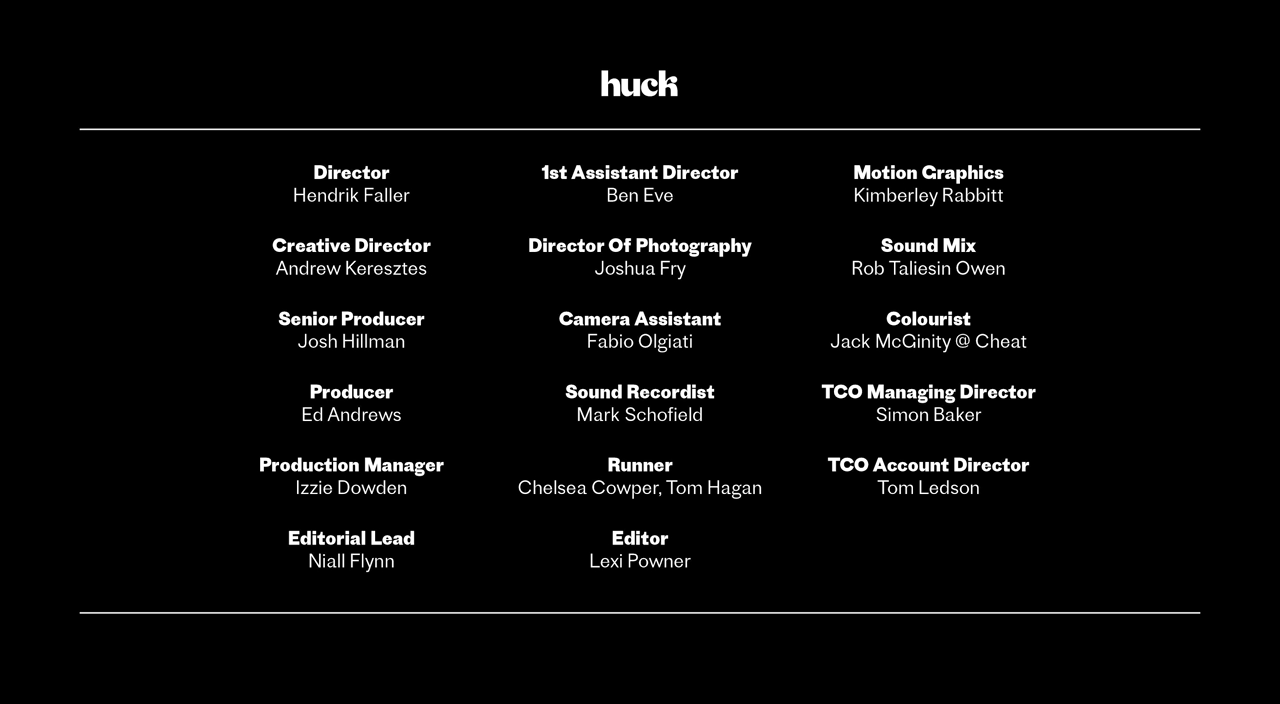 huck
Director
Hendrik Faller
Creative Director
Andrew Keresztes
Senior Producer
Josh Hillman
Producer
Ed Andrews
Production Manager
Izzie Dowden
Editorial Lead
Niall Flynn
1st Assistant Director
Ben Eve
Director Of Photography
Joshua Fry
Camera Assistant
Fabio Olgiati
Sound Recordist
Mark Schofield
Runner
Chelsea Cowper, Tom Hagan
Editor
Lexi Powner
Motion Graphics
Kimberley Rabbitt
Sound Mix
Rob Taliesin Owen
Colourist
Jack McGinity @ Cheat
TCO Managing Director
Simon Baker
TCO Account Director
Tom Ledson